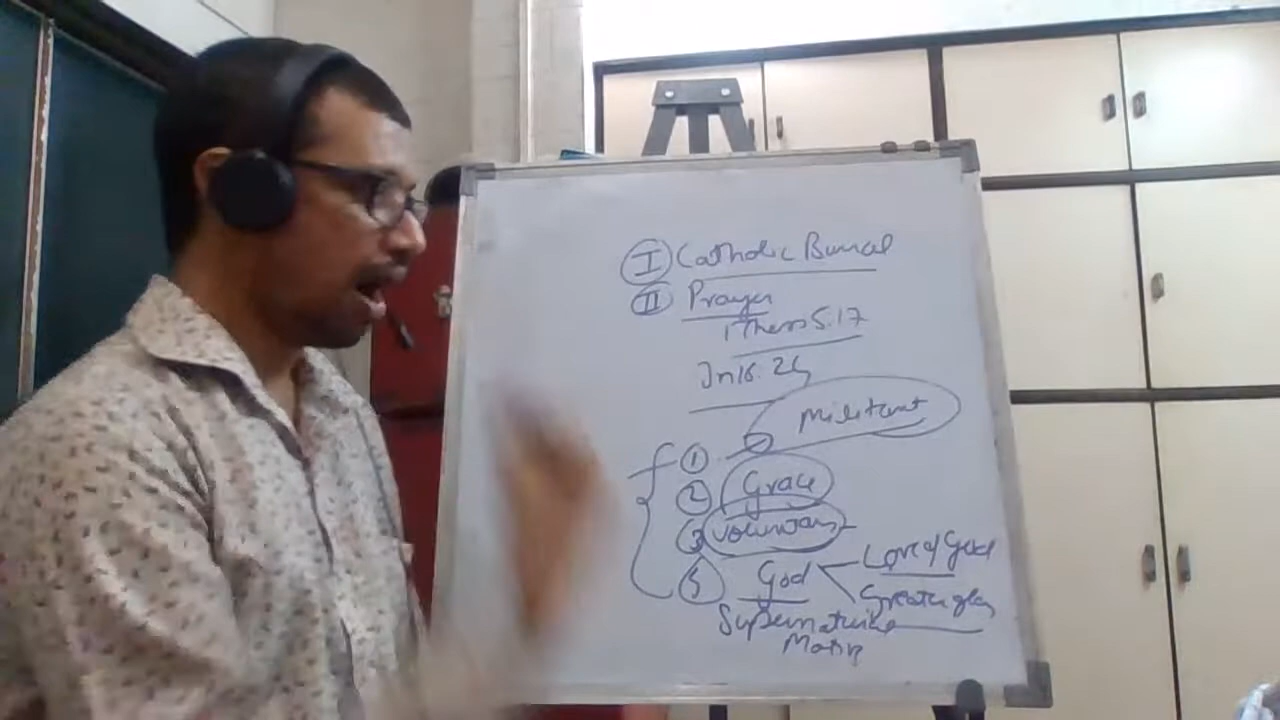 I Catholic Burial
II Prayer
1 Thess 5.17
Jn 16.24
Militant
1
2 Grace
3 Voluntary
5 God Love of God
Greater glory
Supernatural
Motiv